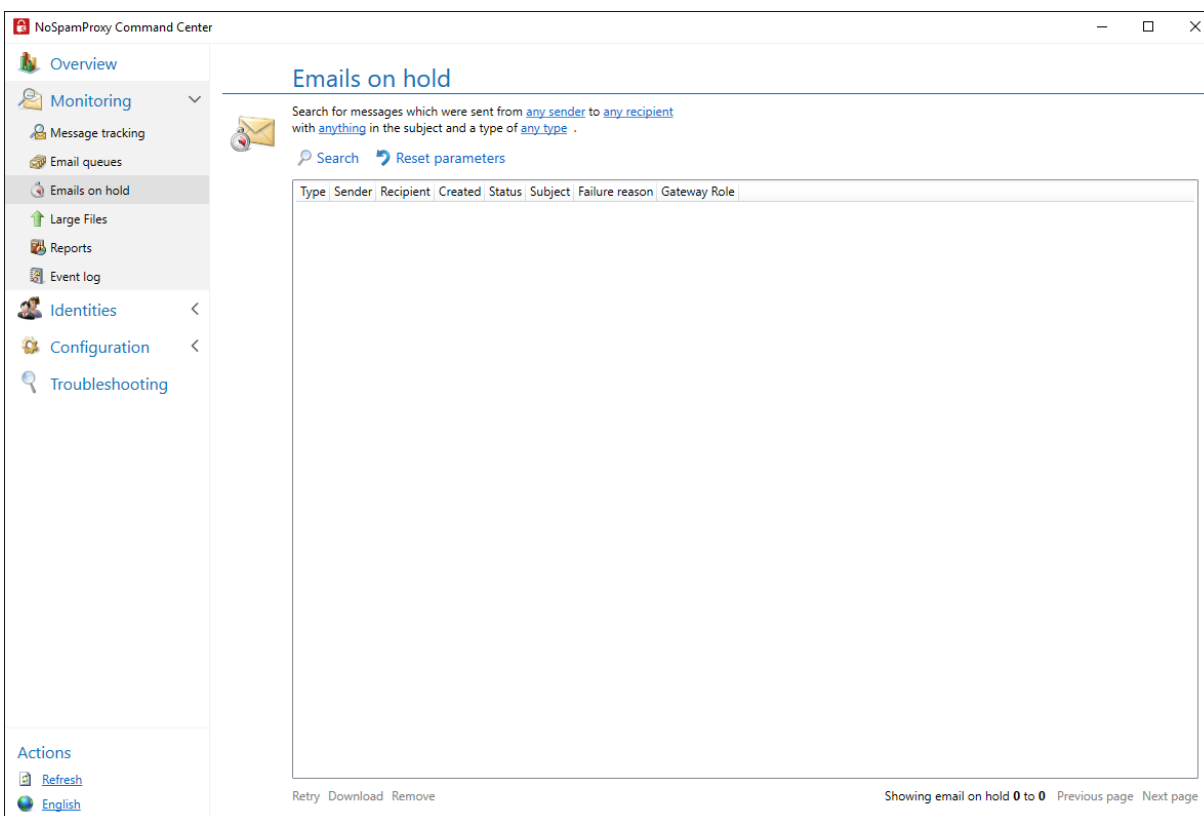 NoSpamProxy Command Center
Overview
Monitoring
Message tracking
Email queues
Emails on hold
Large Files
Reports
Event log
Identities
Configuration
Troubleshooting
Actions
Refresh
English
Emails on hold
Search for messages which were sent from any sender to any recipient
with anything in the subject and a type of any type .
Search Reset parameters
Type Sender Recipient Created Status Subject Failure reason Gateway Role
Retry Download Remove
Showing email on hold 0 to 0 Previous page Next page